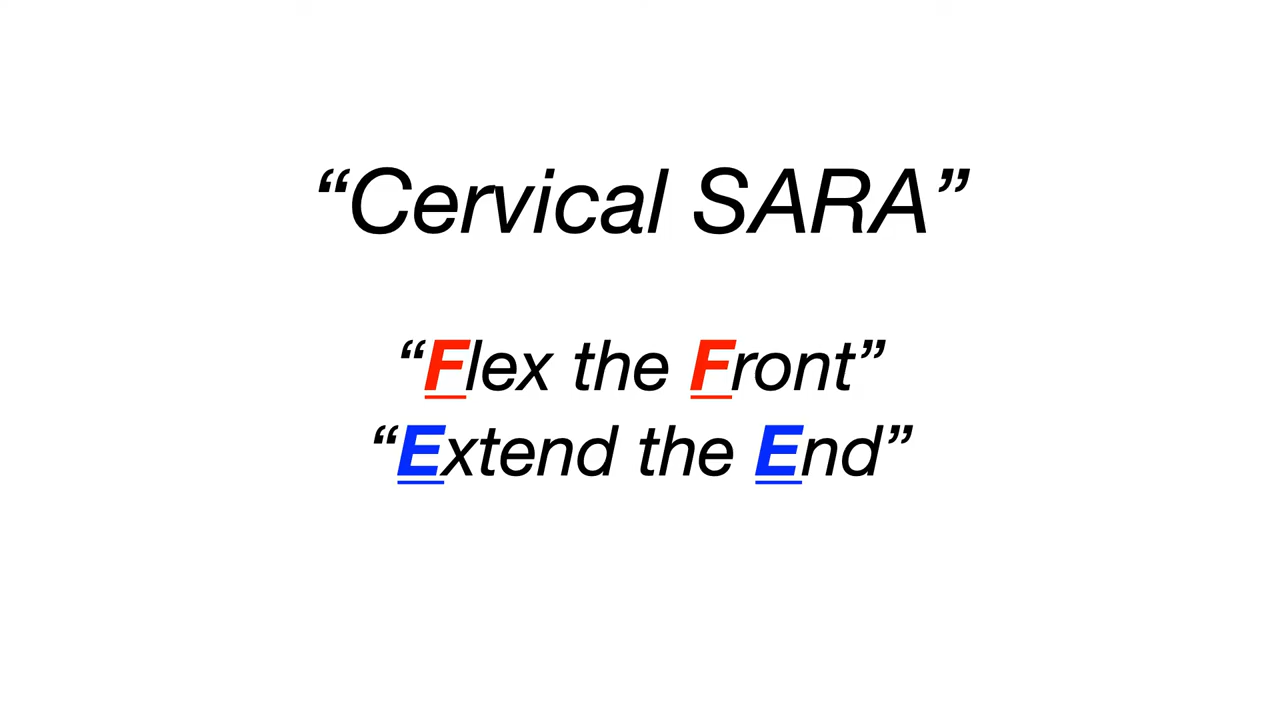 “Cervical SARA”
“Flex the Front”
“Extend the End”